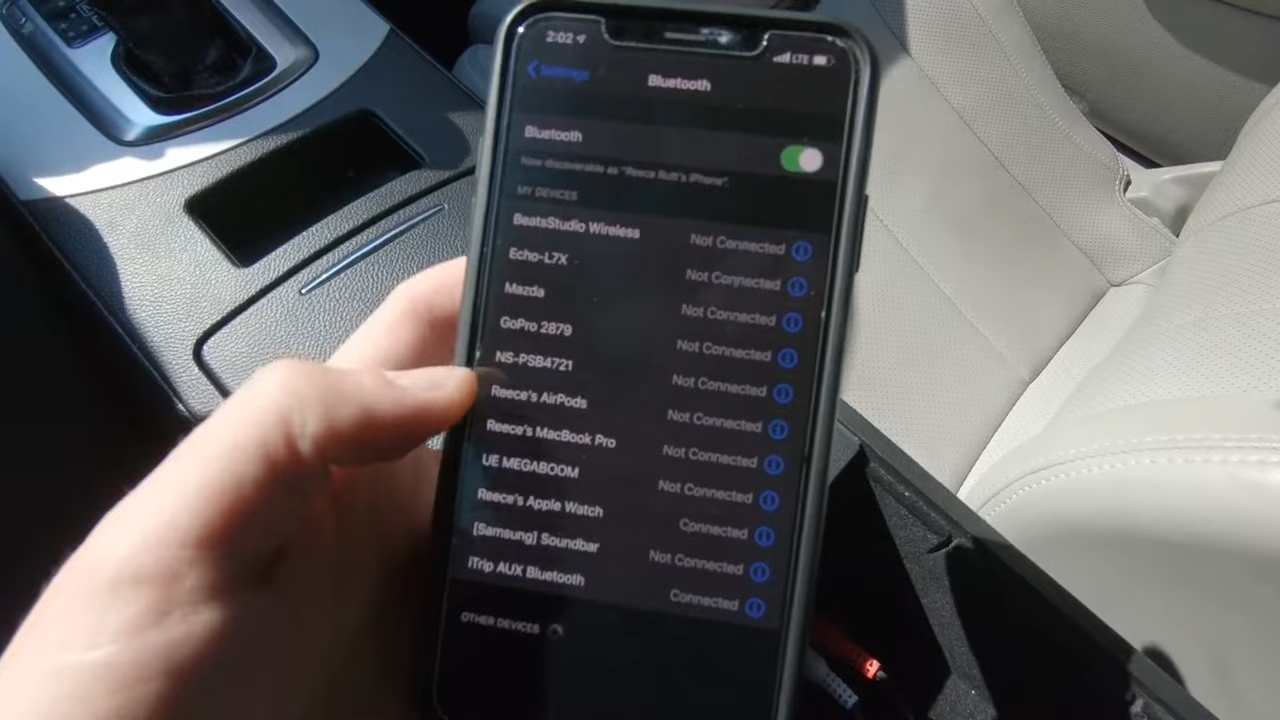 2:02 LTE
Settings
Bluetooth
Bluetooth
Now discoverable as "Reece Rutt's iPhone".
MY DEVICES
BeatsStudio Wireless Not Connected
Echo-L7X Not Connected
Mazda Not Connected
GoPro 2879 Not Connected
NS-PSB4721 Not Connected
Reece's AirPods Not Connected
Reece's MacBook Pro Not Connected
UE MEGABOOM Not Connected
Reece's Apple Watch Connected
[Samsung] Soundbar Not Connected
iTrip AUX Bluetooth Connected
OTHER DEVICES